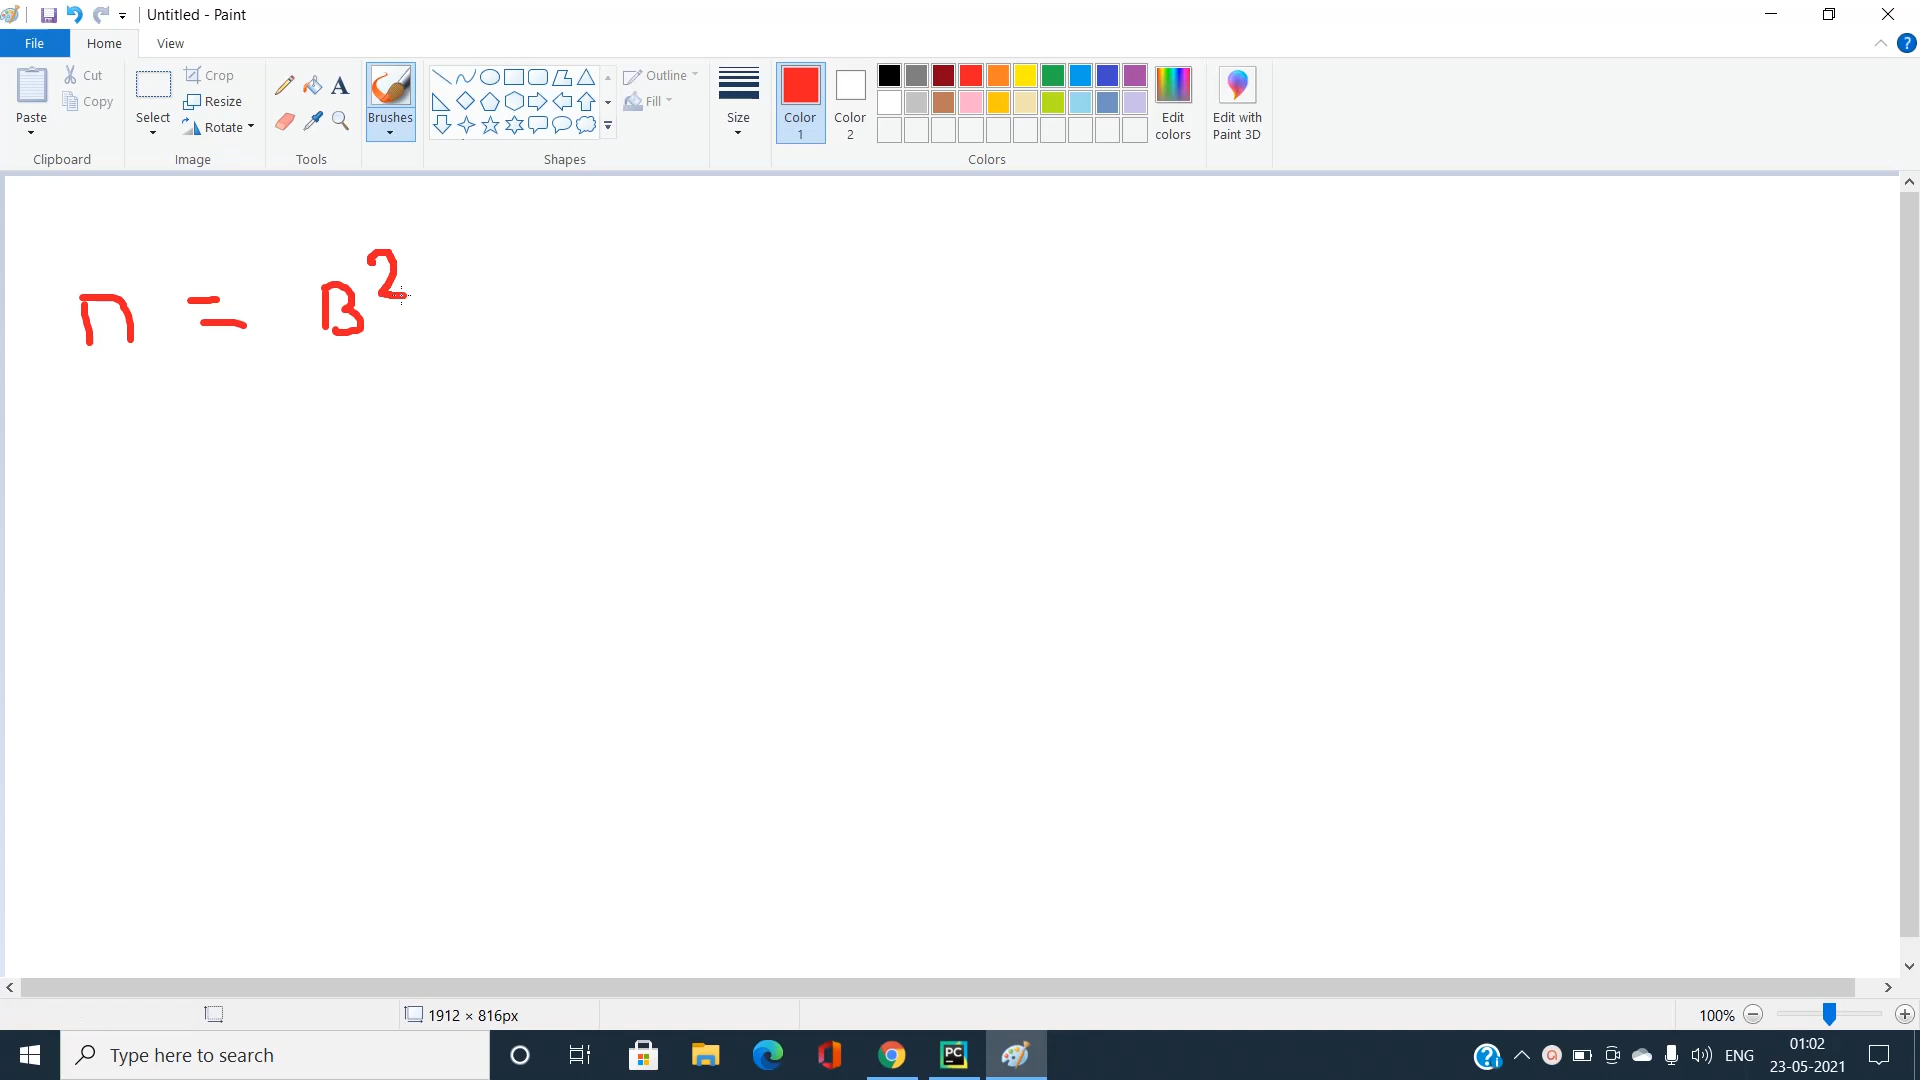 Untitled - Paint
File Home View
Paste
Cut
Copy
Clipboard
Select
Crop
Resize
Rotate
Image
Tools
Brushes
Shapes
Outline
Fill
Size
Color 1
Color 2
Colors
Edit colors
Edit with Paint 3D
n = B²
1912 × 816px
100%
Type here to search
PC
ENG
01:02
23-05-2021